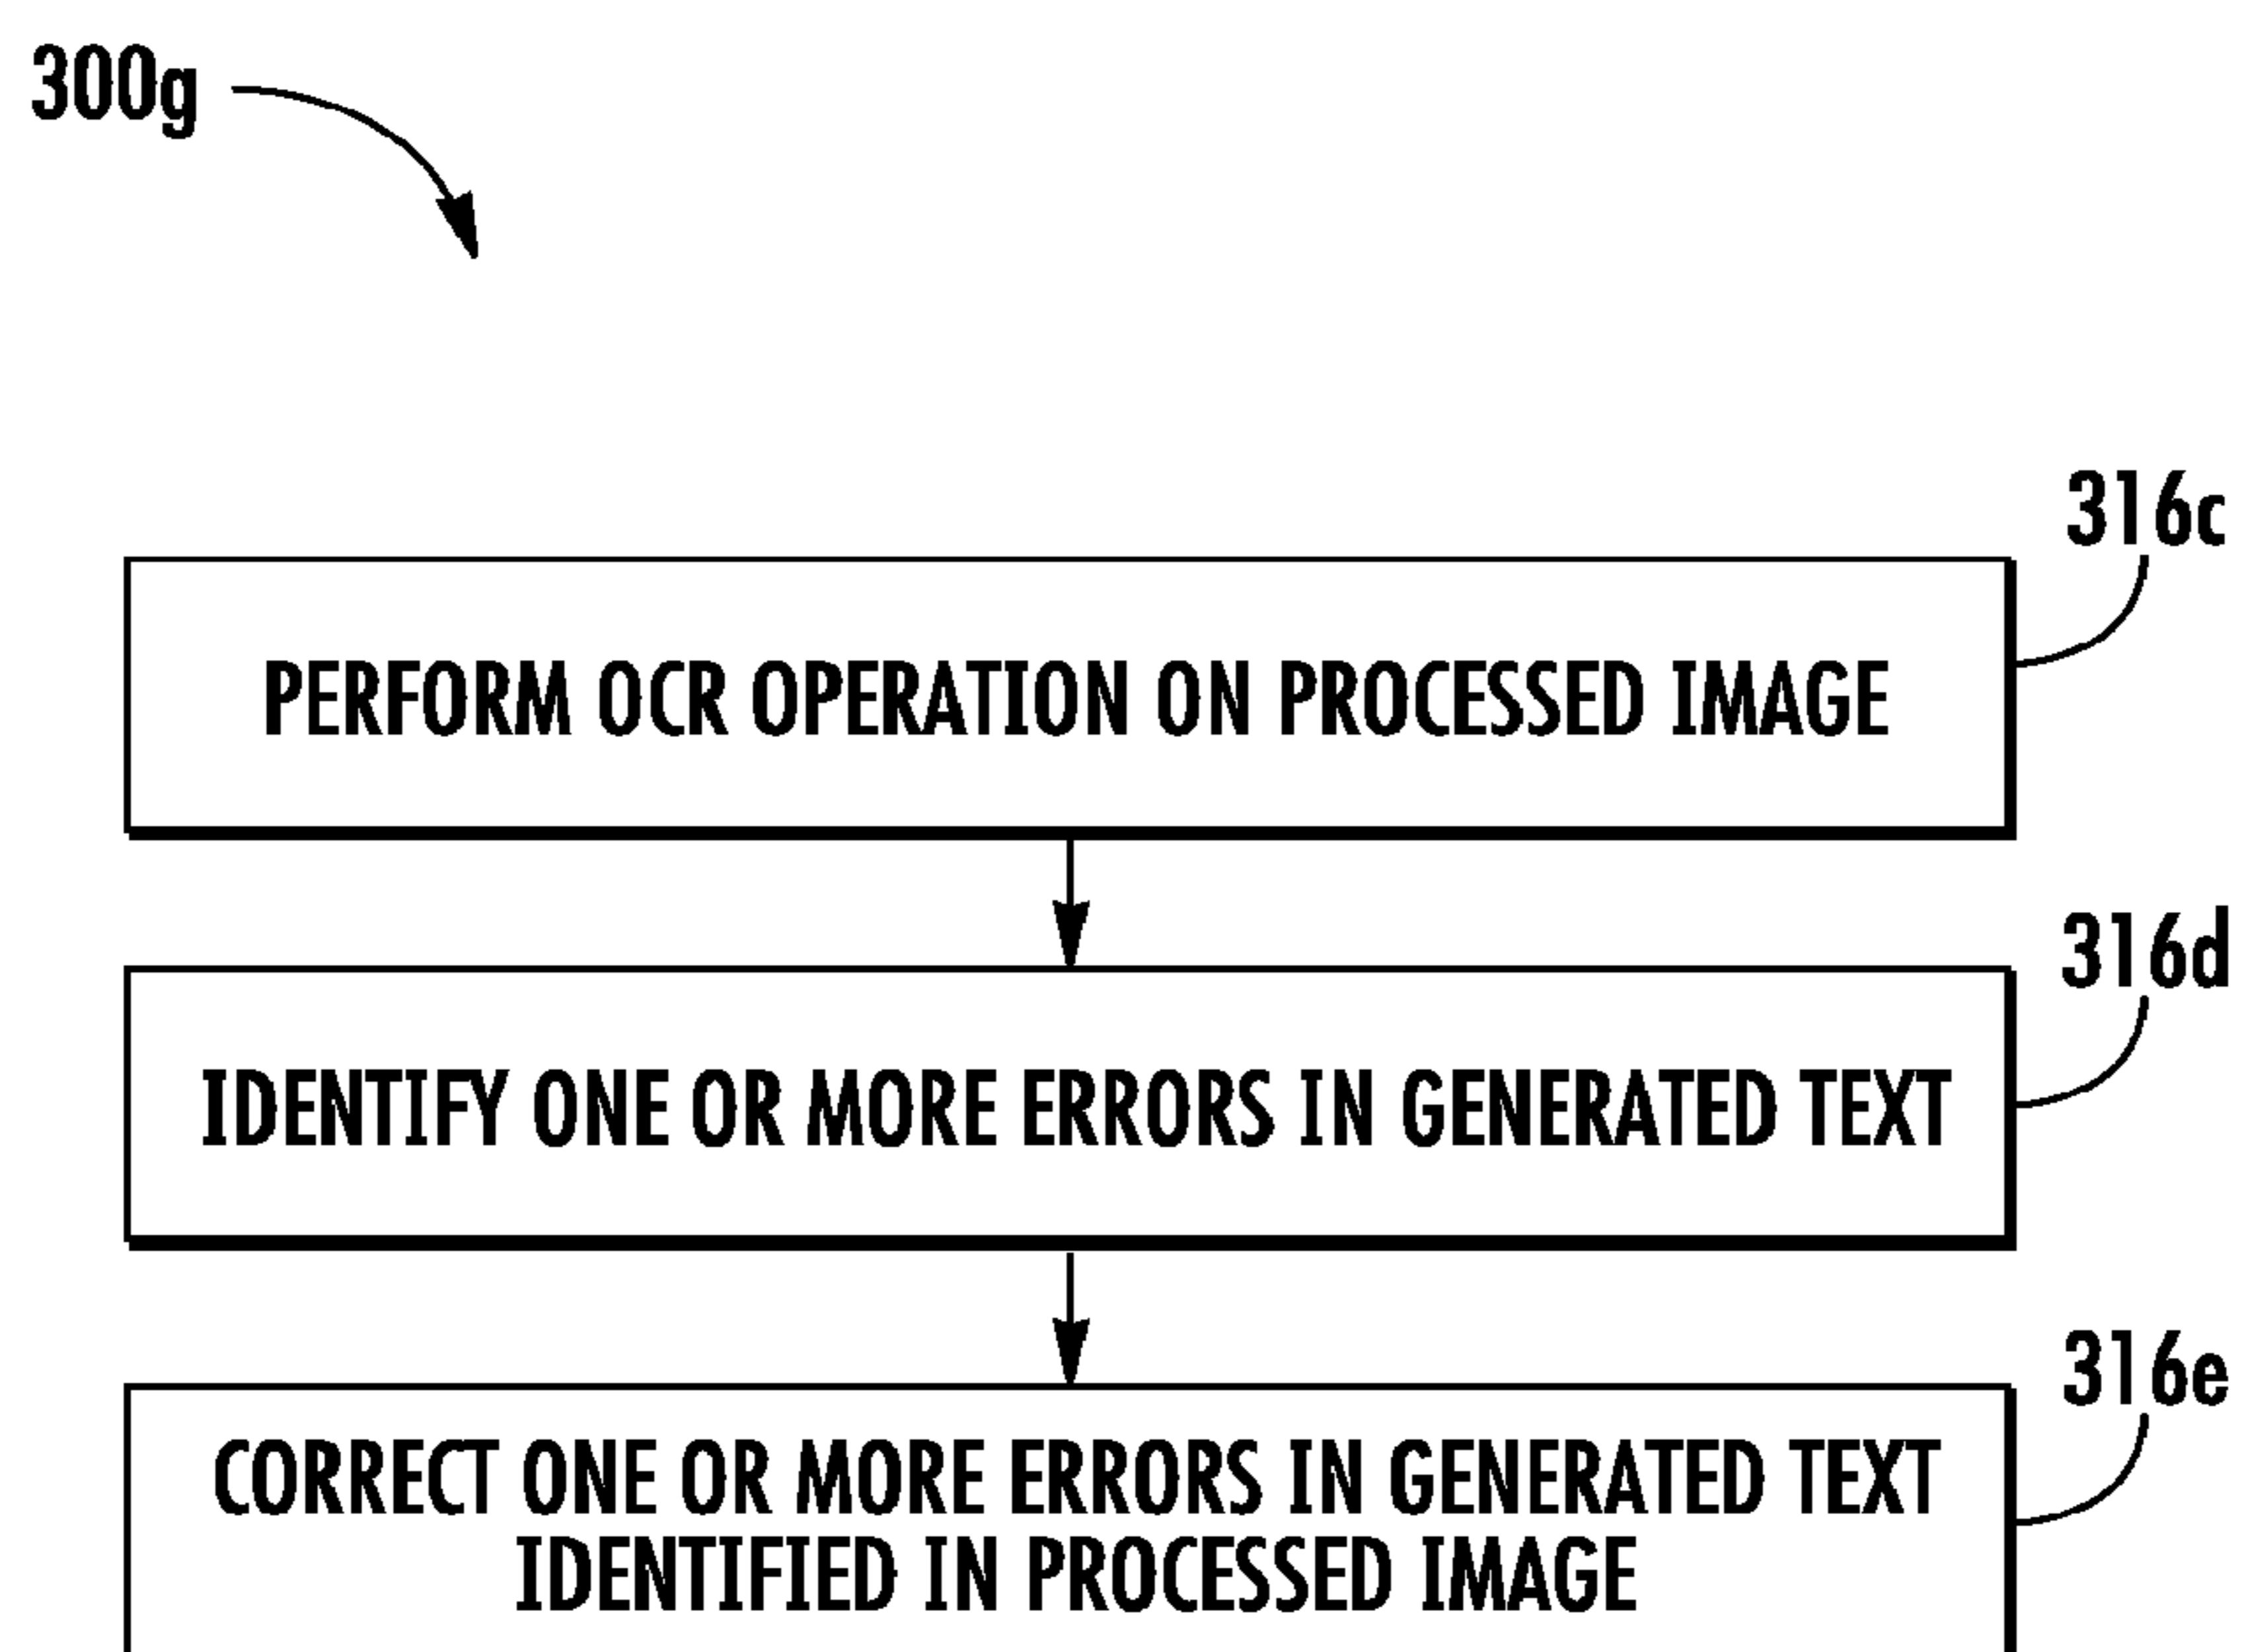 300g
316c
PERFORM OCR OPERATION ON PROCESSED IMAGE
316d
IDENTIFY ONE OR MORE ERRORS IN GENERATED TEXT
316e
CORRECT ONE OR MORE ERRORS IN GENERATED TEXT
IDENTIFIED IN PROCESSED IMAGE